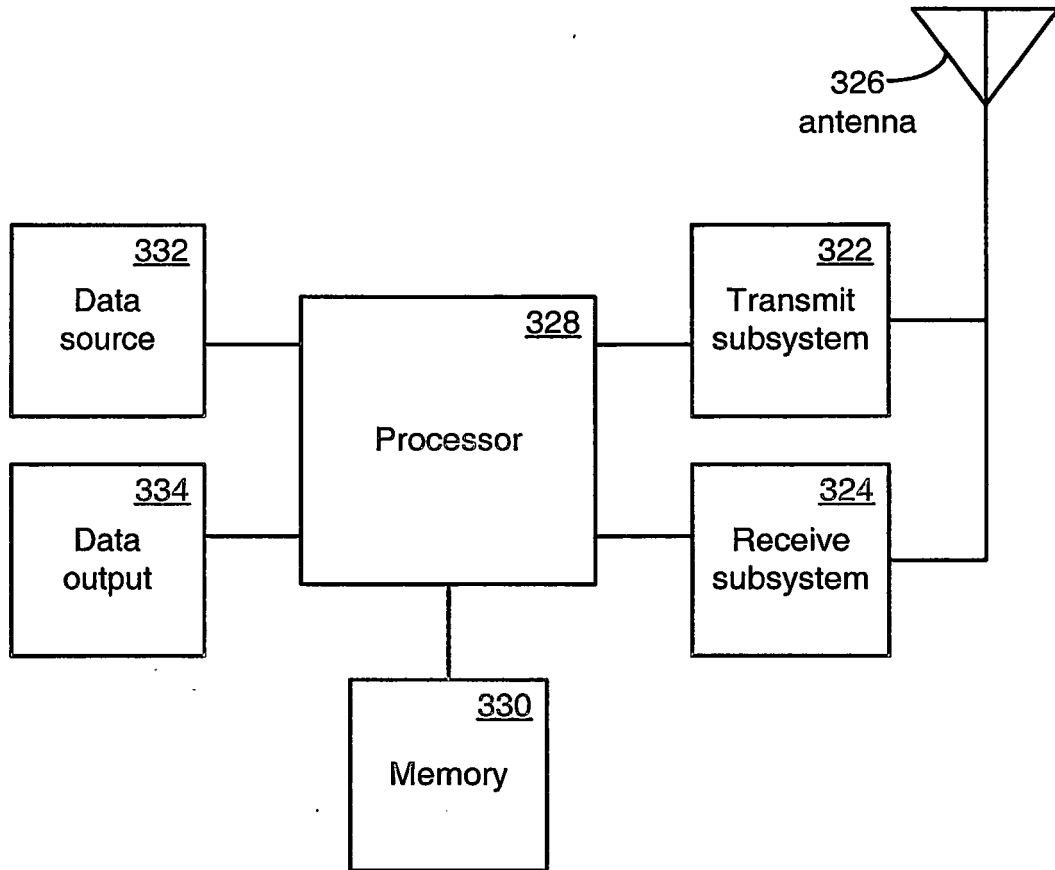 326
antenna
332
Data
source
328
Processor
322
Transmit
subsystem
334
Data
output
324
Receive
subsystem
330
Memory